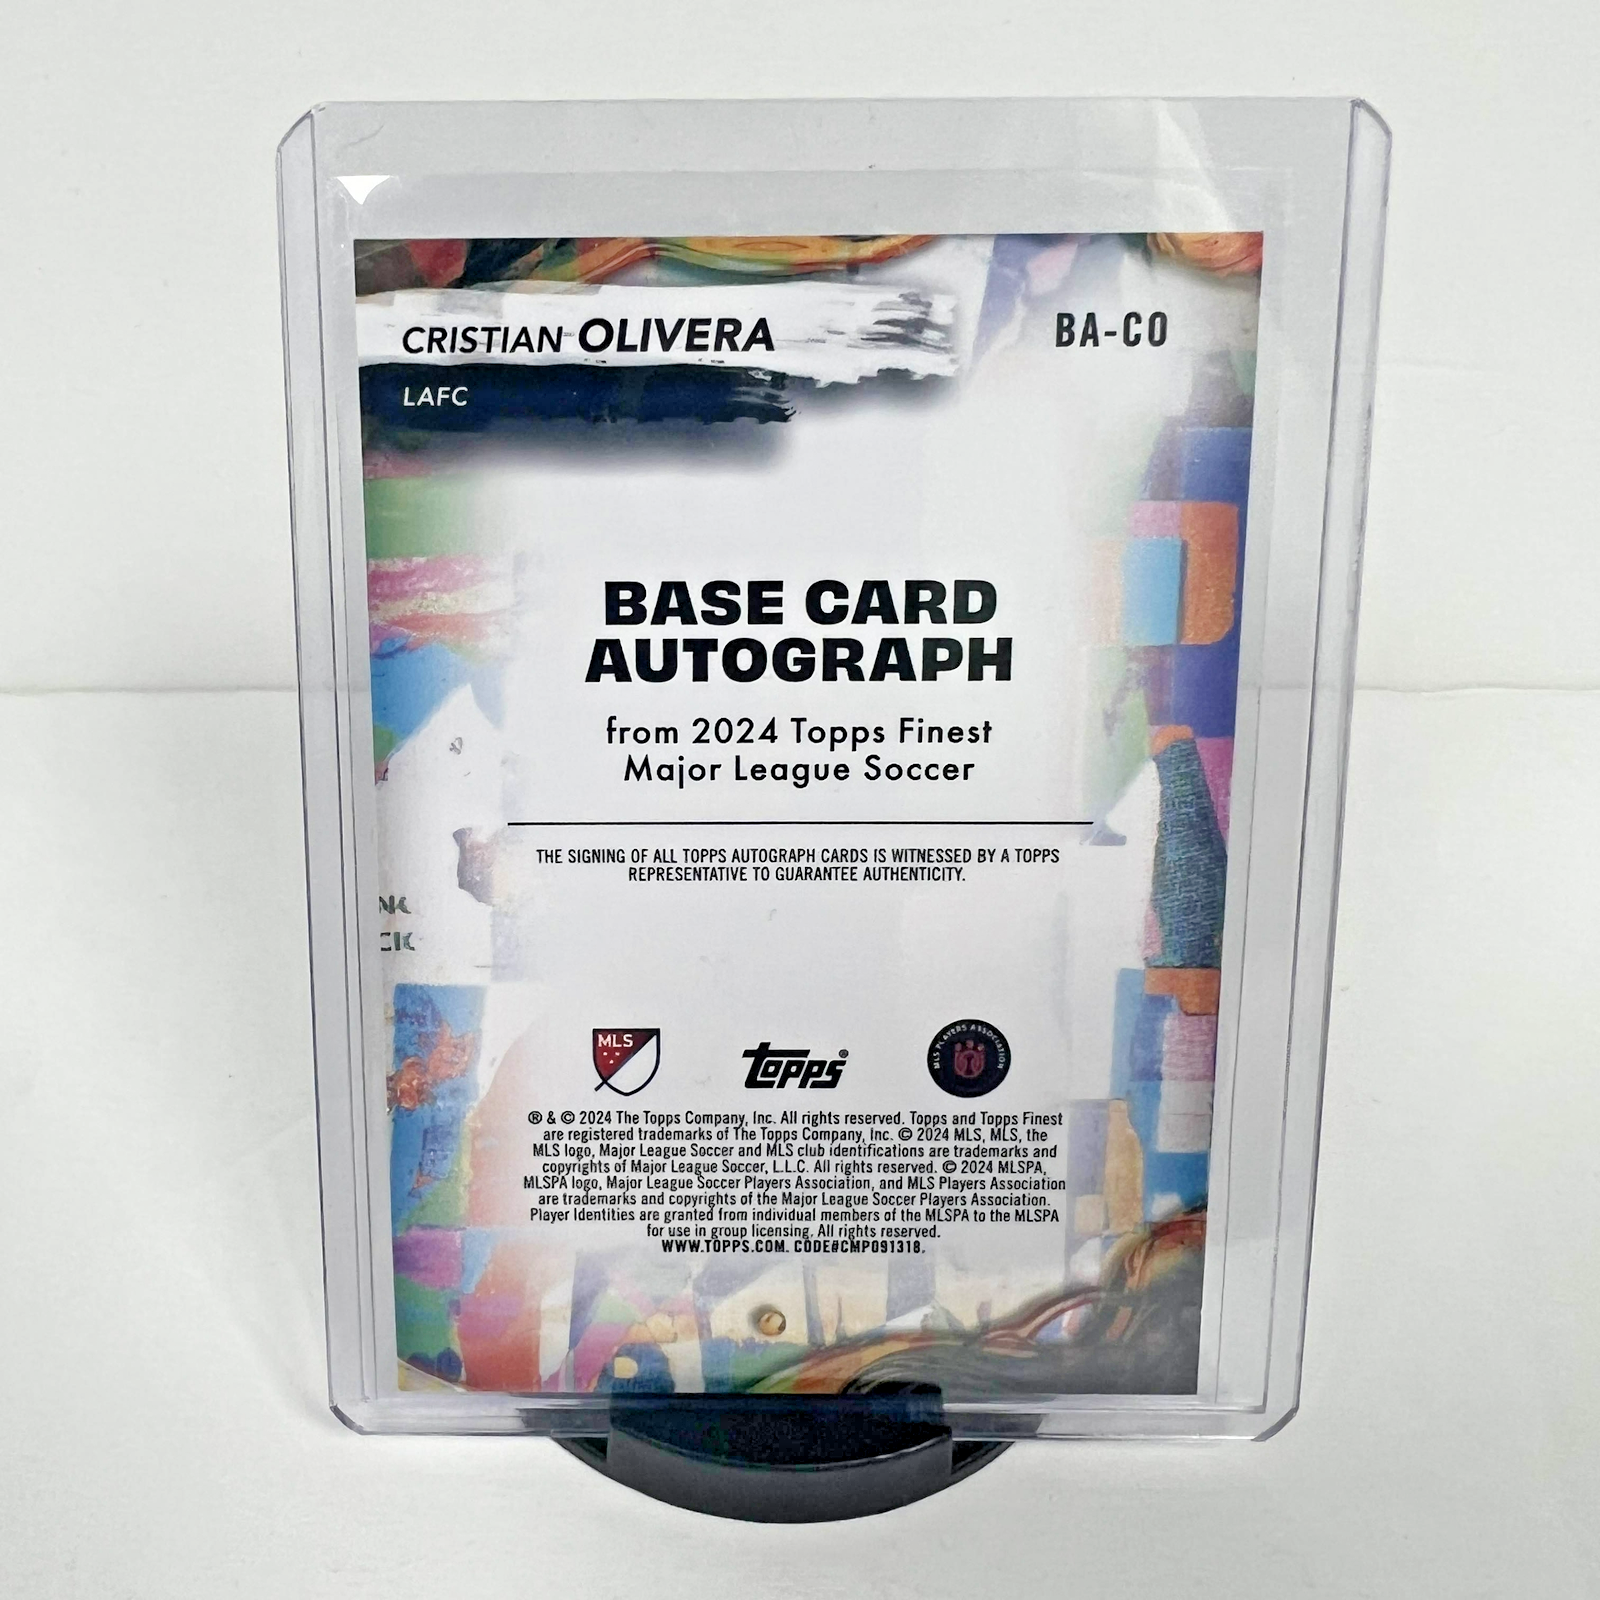 CRISTIAN OLIVERA
BA-CO
LAFC
BASE CARD
AUTOGRAPH
from 2024 Topps Finest
Major League Soccer
THE SIGNING OF ALL TOPPS AUTOGRAPH CARDS IS WITNESSED BY A TOPPS
REPRESENTATIVE TO GUARANTEE AUTHENTICITY.
NK
CK
MLS
topps®
MLS PLAYERS ASSOCIATION
® & © 2024 The Topps Company, Inc. All rights reserved. Topps and Topps Finest
are registered trademarks of The Topps Company, Inc. © 2024 MLS, MLS, the
MLS logo, Major League Soccer and MLS club identifications are trademarks and
copyrights of Major League Soccer, L.L.C. All rights reserved. © 2024 MLSPA,
MLSPA logo, Major League Soccer Players Association, and MLS Players Association
are trademarks and copyrights of the Major League Soccer Players Association.
Player Identities are granted from individual members of the MLSPA to the MLSPA
for use in group licensing. All rights reserved.
WWW.TOPPS.COM. CODE#CMP091318.